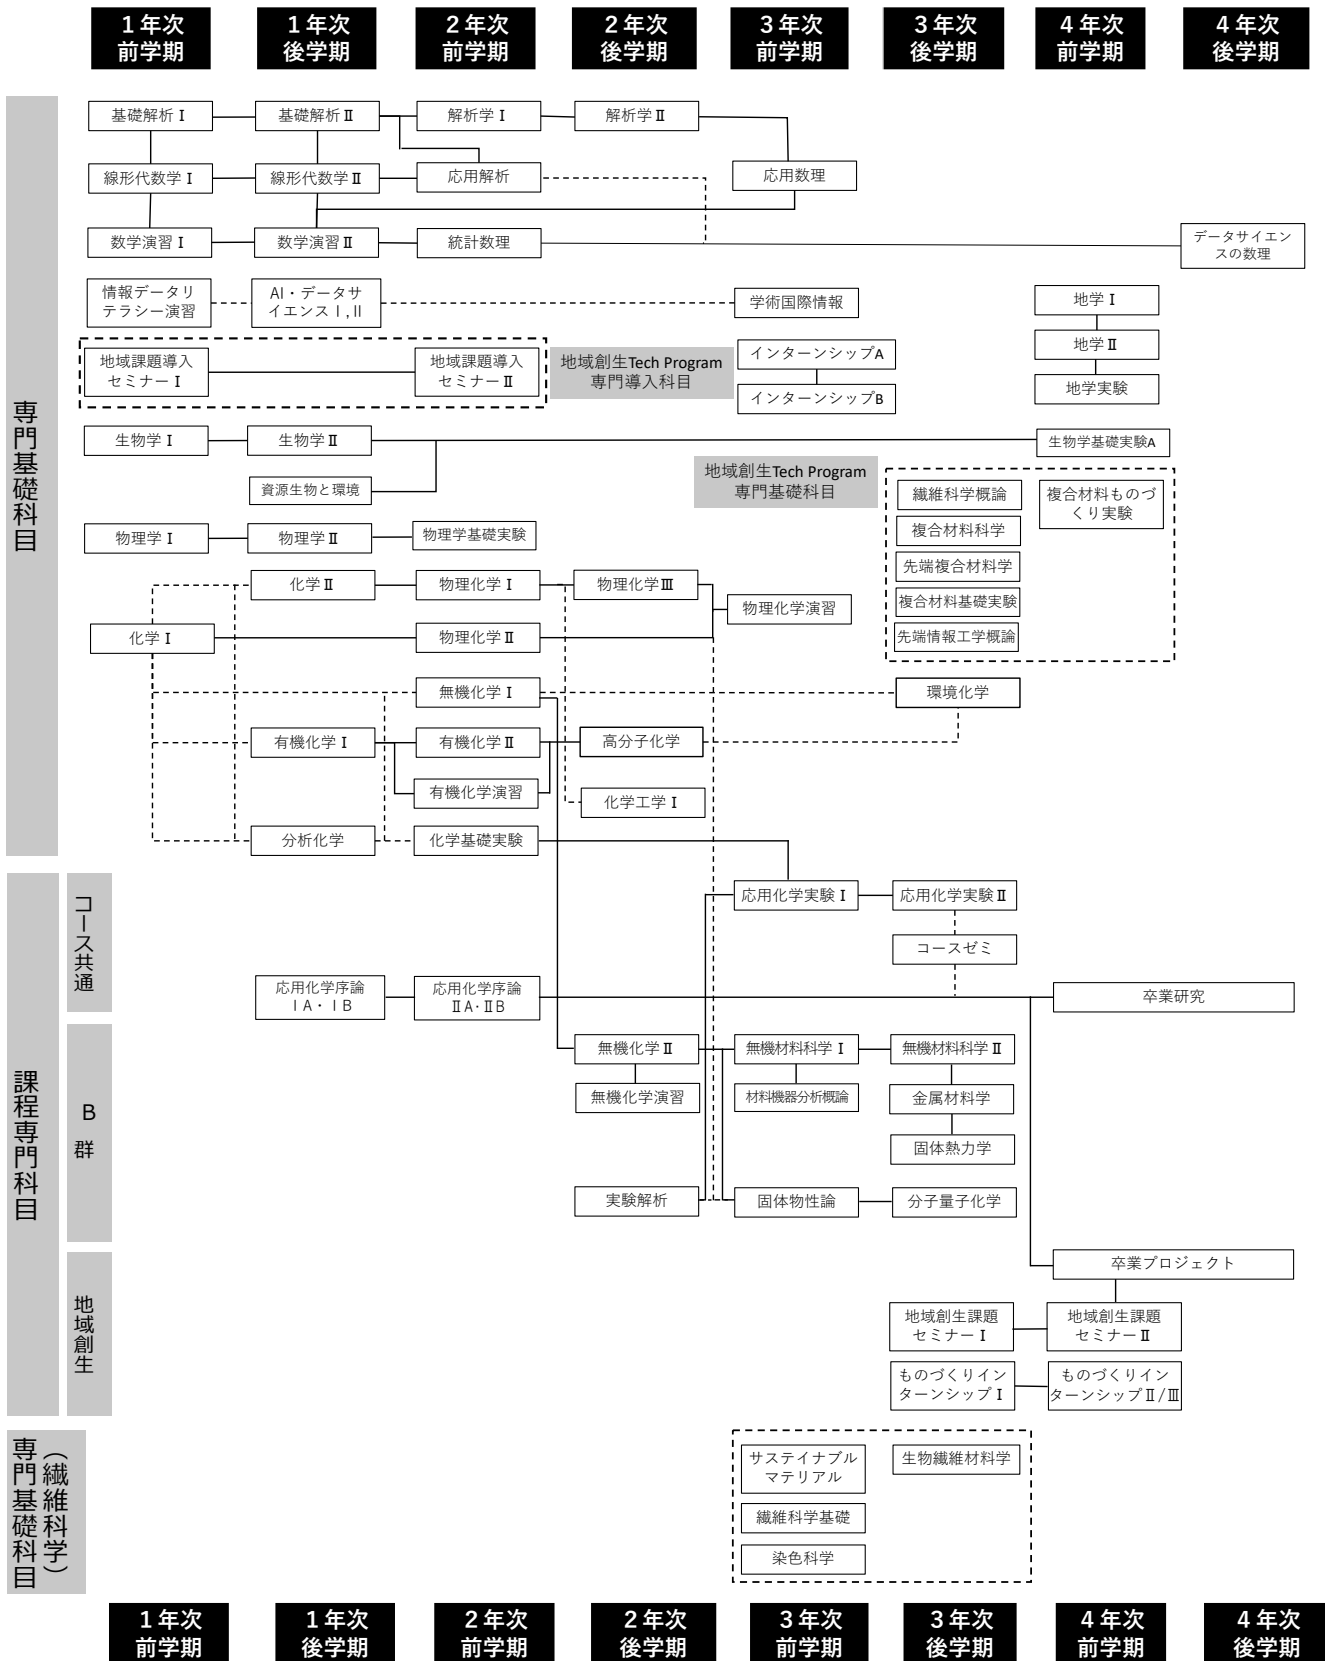 １年次
前学期
１年次
後学期
２年次
前学期
２年次
後学期
３年次
前学期
３年次
後学期
４年次
前学期
４年次
後学期
専門基礎科目
基礎解析Ⅰ
基礎解析Ⅱ
解析学Ⅰ
解析学Ⅱ
線形代数学Ⅰ
線形代数学Ⅱ
応用解析
応用数理
数学演習Ⅰ
数学演習Ⅱ
統計数理
データサイエン
スの数理
情報データリ
テラシー演習
AI・データサ
イエンスⅠ,Ⅱ
学術国際情報
地学Ⅰ
地学Ⅱ
地学実験
地域課題導入
セミナーⅠ
地域課題導入
セミナーⅡ
地域創生Tech Program
専門導入科目
インターンシップA
インターンシップB
生物学Ⅰ
生物学Ⅱ
生物学基礎実験A
資源生物と環境
地域創生Tech Program
専門基礎科目
繊維科学概論
複合材料科学
先端複合材料学
複合材料基礎実験
先端情報工学概論
複合材料ものづ
くり実験
物理学Ⅰ
物理学Ⅱ
物理学基礎実験
化学Ⅱ
物理化学Ⅰ
物理化学Ⅲ
物理化学演習
化学Ⅰ
物理化学Ⅱ
無機化学Ⅰ
環境化学
有機化学Ⅰ
有機化学Ⅱ
高分子化学
有機化学演習
化学工学Ⅰ
分析化学
化学基礎実験
課程専門科目
コース共通
応用化学実験Ⅰ
応用化学実験Ⅱ
コースゼミ
応用化学序論
ⅠA・ⅠB
応用化学序論
ⅡA・ⅡB
卒業研究
B
群
無機化学Ⅱ
無機材料科学Ⅰ
無機材料科学Ⅱ
無機化学演習
材料機器分析概論
金属材料学
固体熱力学
実験解析
固体物性論
分子量子化学
地域創生
卒業プロジェクト
地域創生課題
セミナーⅠ
地域創生課題
セミナーⅡ
ものづくりイン
ターンシップⅠ
ものづくりイン
ターンシップⅡ/Ⅲ
（繊維科学）
専門基礎科目
サステイナブル
マテリアル
生物繊維材料学
繊維科学基礎
染色科学
１年次
前学期
１年次
後学期
２年次
前学期
２年次
後学期
３年次
前学期
３年次
後学期
４年次
前学期
４年次
後学期